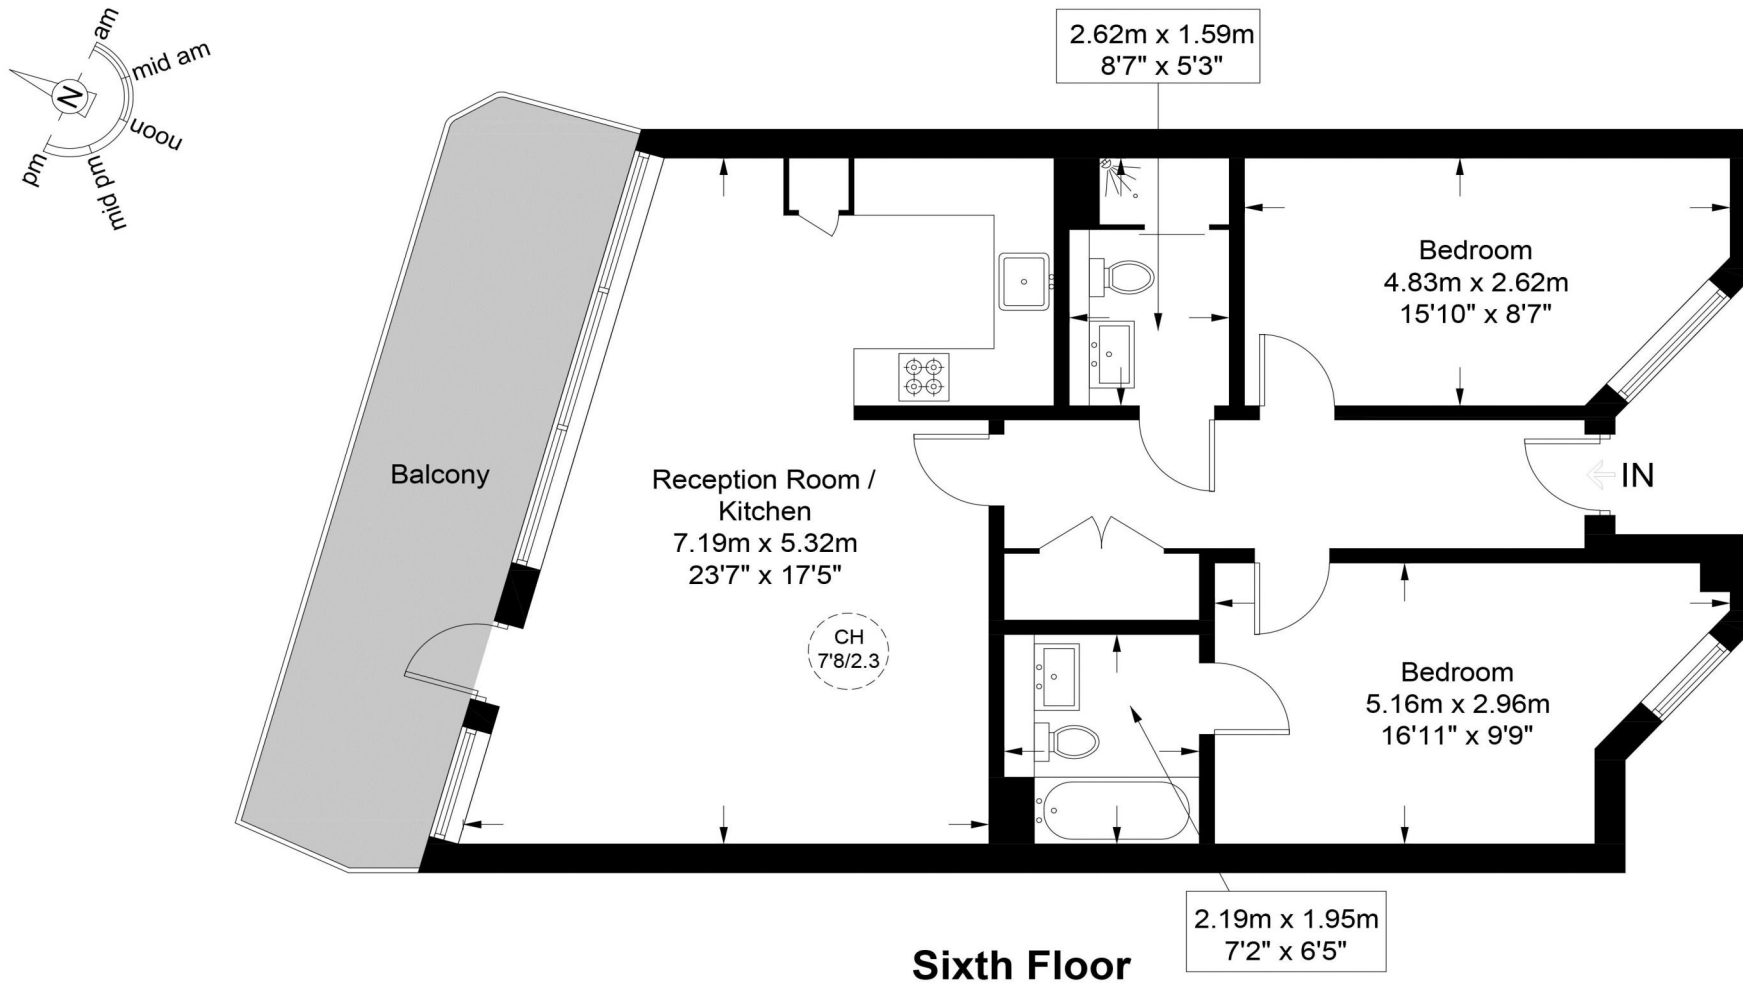 am
mid am
N
noon
mid pm
pm
2.62m x 1.59m
8'7" x 5'3"
Bedroom
4.83m x 2.62m
15'10" x 8'7"
Balcony
Reception Room /
Kitchen
7.19m x 5.32m
23'7" x 17'5"
IN
CH
7'8/2.3
Bedroom
5.16m x 2.96m
16'11" x 9'9"
2.19m x 1.95m
7'2" x 6'5"
Sixth Floor